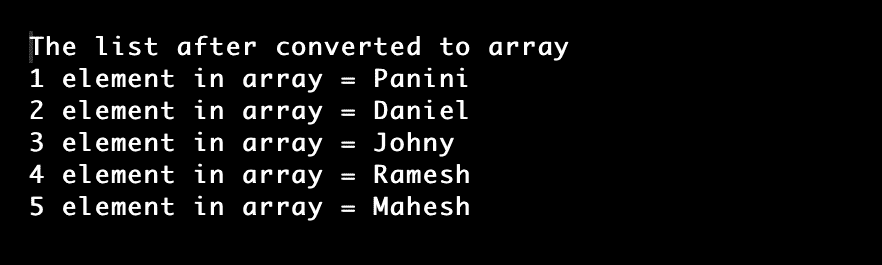 The list after converted to array
1 element in array = Panini
2 element in array = Daniel
3 element in array = Johny
4 element in array = Ramesh
5 element in array = Mahesh